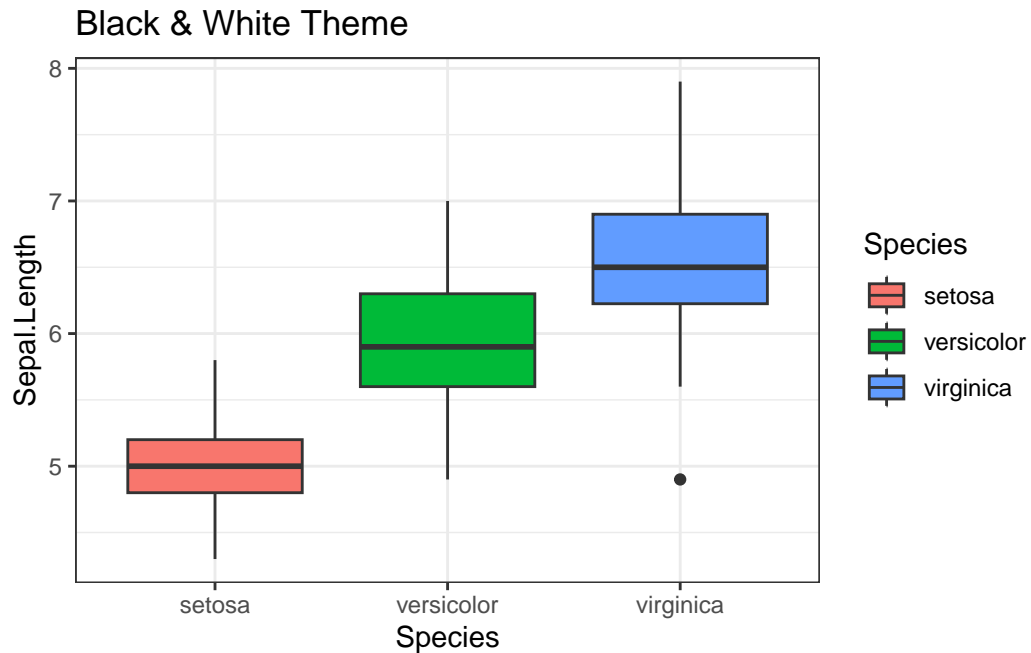 Black & White Theme
8
7
6
5
Sepal.Length
setosa
versicolor
virginica
Species
Species
setosa
versicolor
virginica